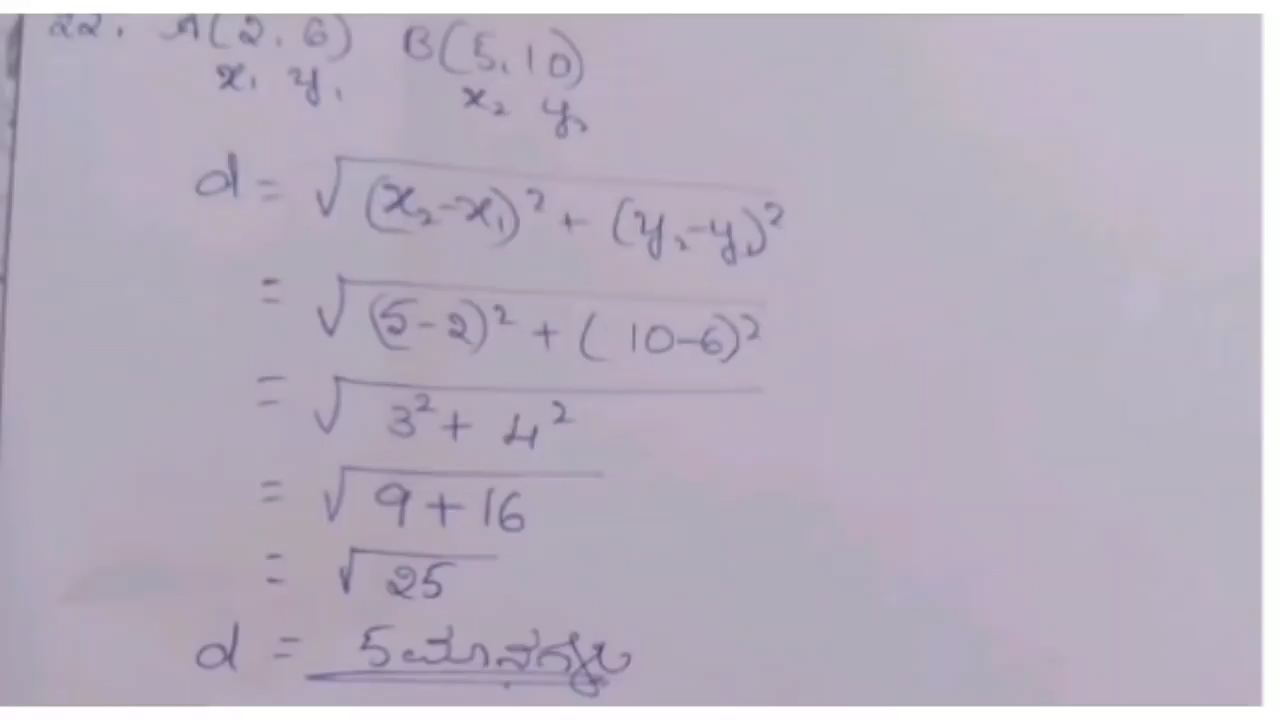 22. A(2, 6) B(5, 10)
x₁ y₁ x₂ y₂
d = √(x₂-x₁)² + (y₂-y₁)²
= √(5-2)² + (10-6)²
= √3² + 4²
= √9+16
= √25
d = 5 ಮಾನಗಳು